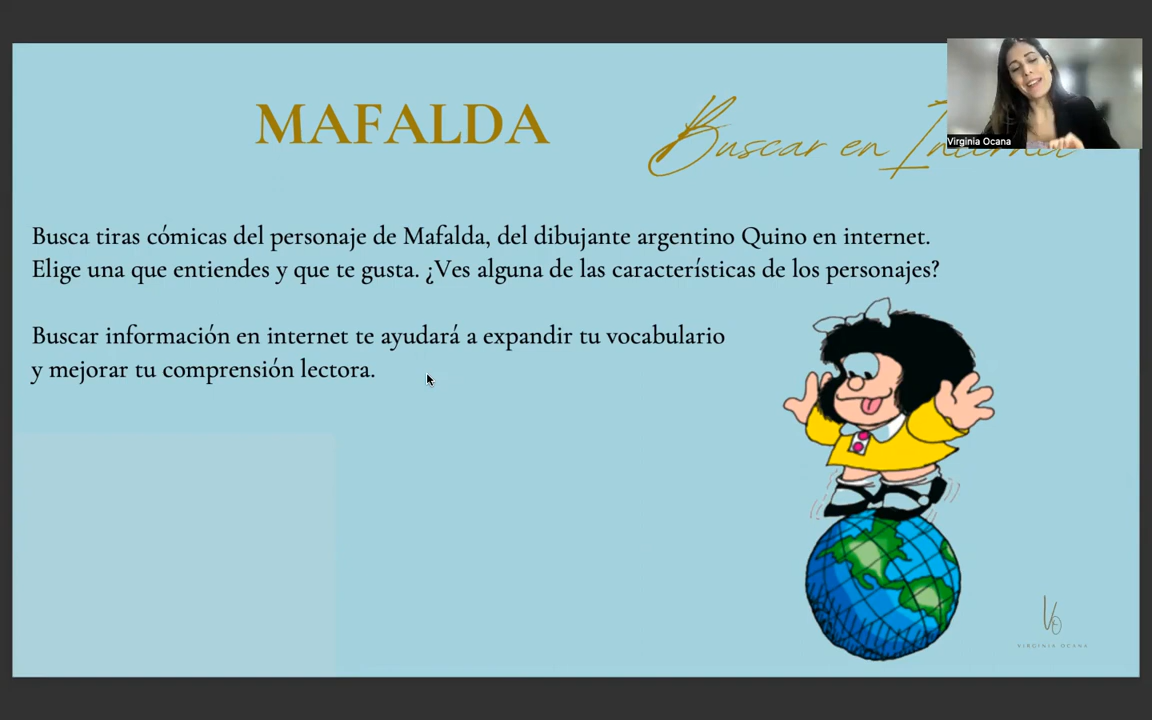 MAFALDA
Buscar en Internet
Virginia Ocana
Busca tiras cómicas del personaje de Mafalda, del dibujante argentino Quino en internet.
Elige una que entiendes y que te gusta. ¿Ves alguna de las características de los personajes?
Buscar información en internet te ayudará a expandir tu vocabulario
y mejorar tu comprensión lectora.
VO
VIRGINIA OCANA